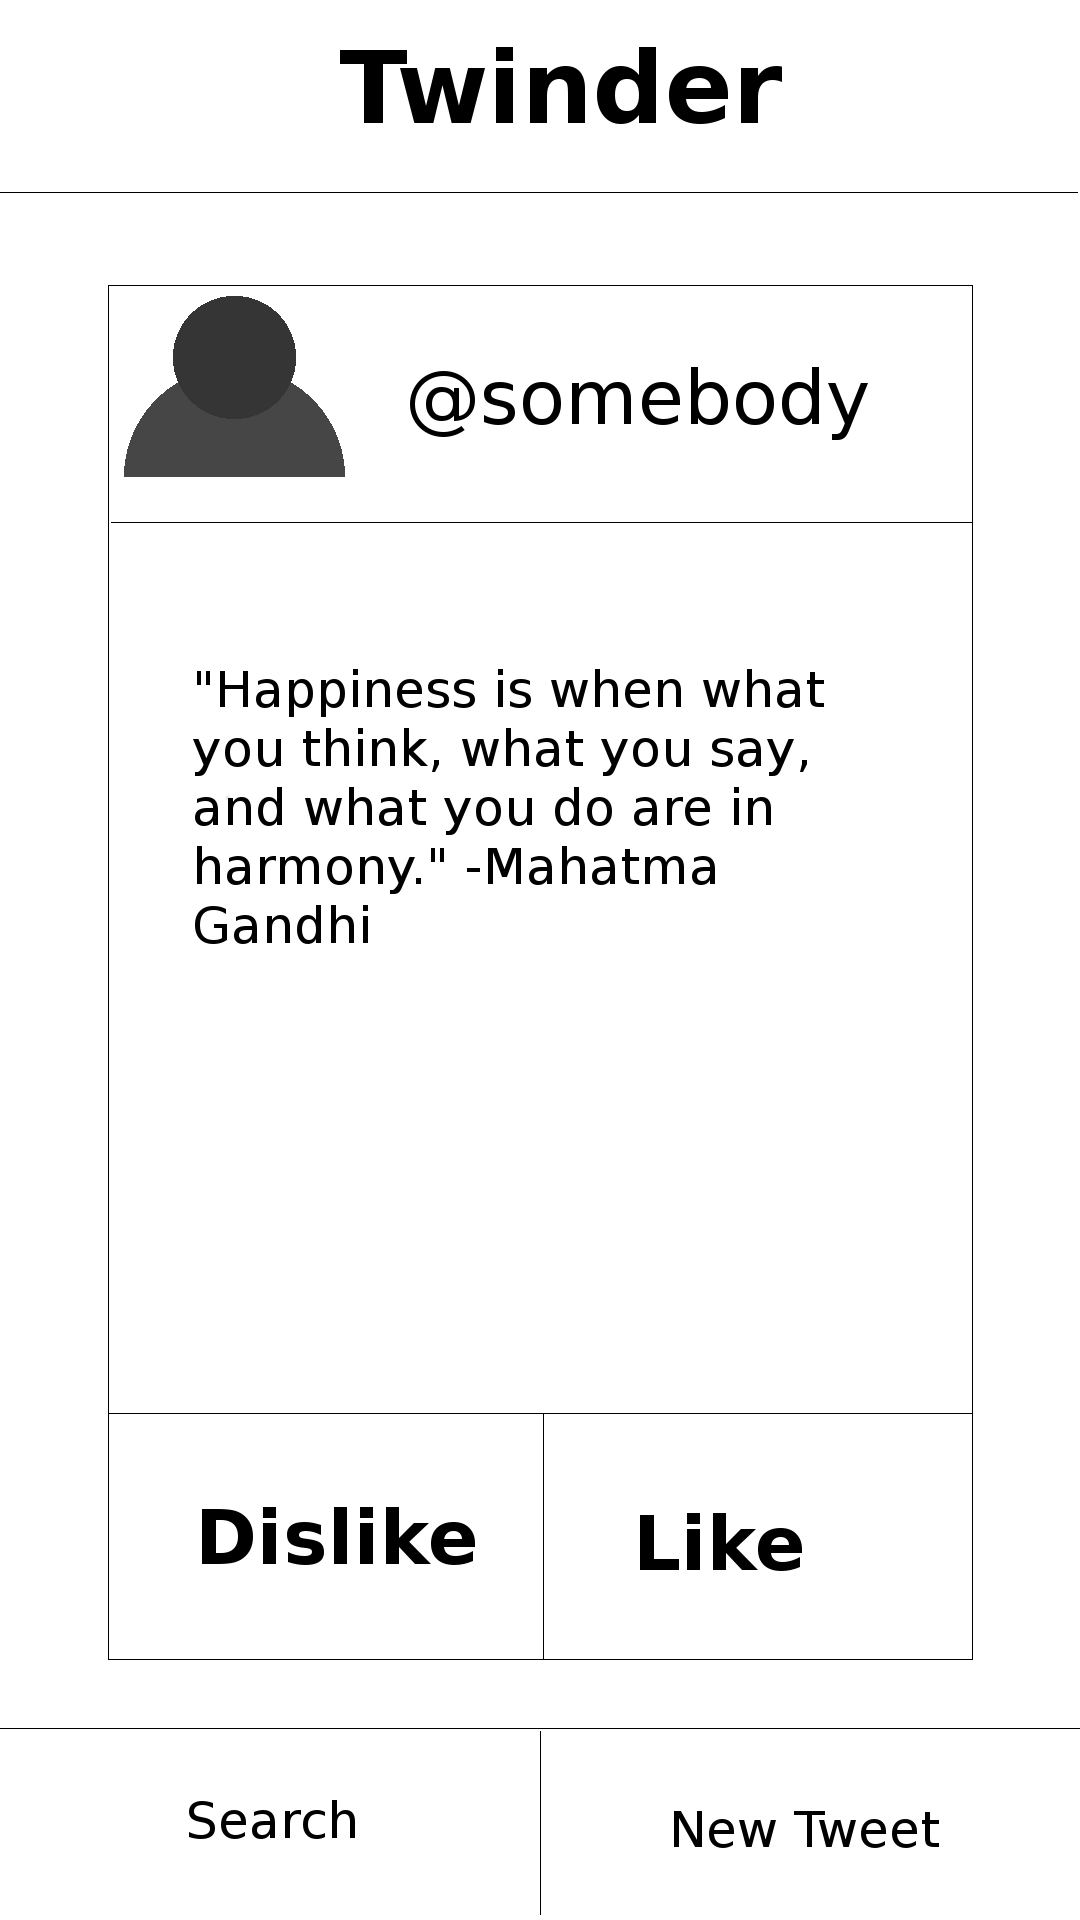 Twinder
@somebody
"Happiness is when what
you think, what you say,
and what you do are in
harmony." -Mahatma
Gandhi
Dislike
Like
Search
New Tweet